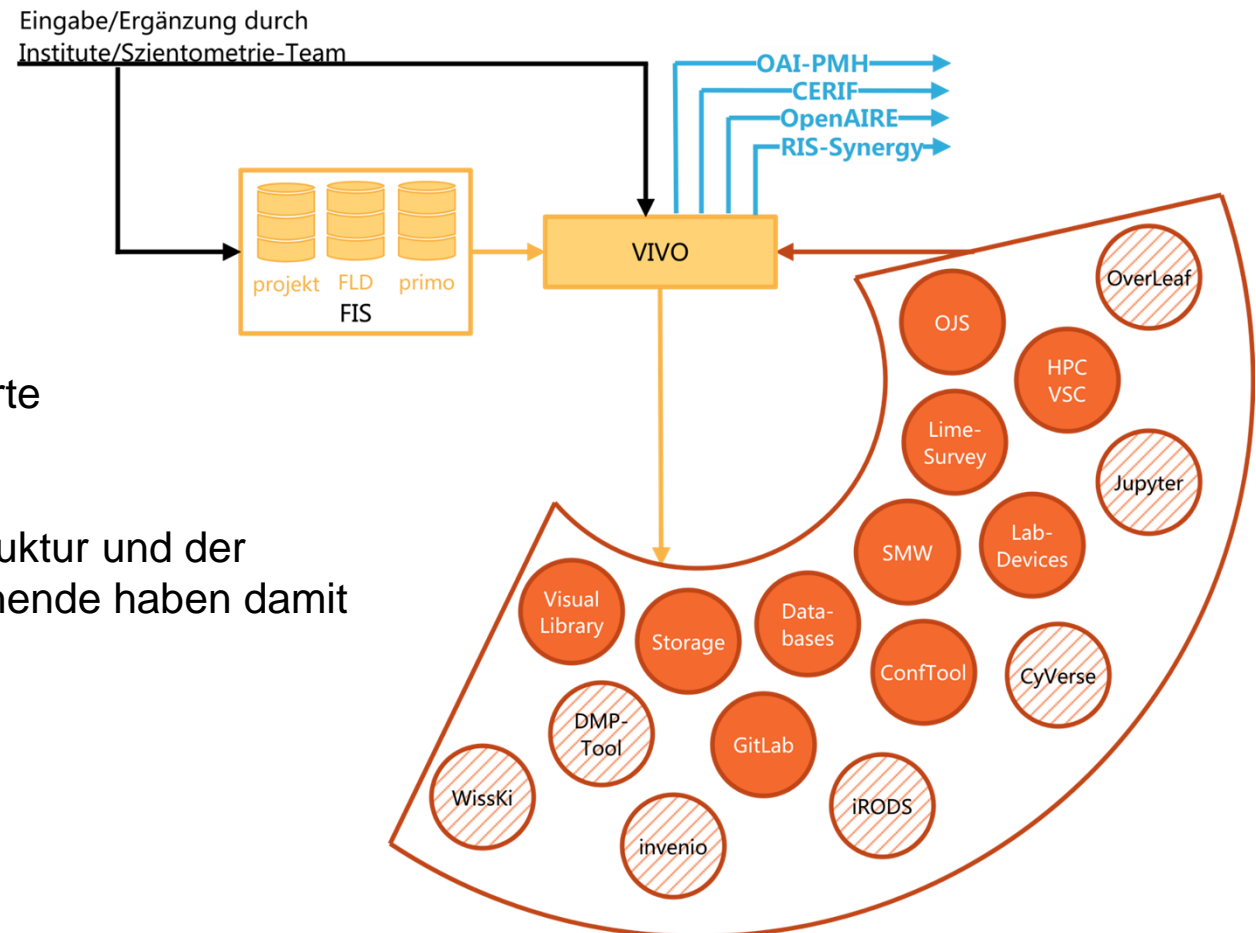 Eingabe/Ergänzung durch
Institute/Szientometrie-Team
OAI-PMH
CERIF
OpenAIRE
RIS-Synergy
projekt
FLD
primo
FIS
VIVO
rte
uktur und der
nende haben damit
OverLeaf
OJS
HPC
VSC
Lime-
Survey
Jupyter
SMW
Lab-
Devices
Visual
Library
Storage
Data-
bases
ConfTool
CyVerse
DMP-
Tool
GitLab
WissKi
invenio
iRODS